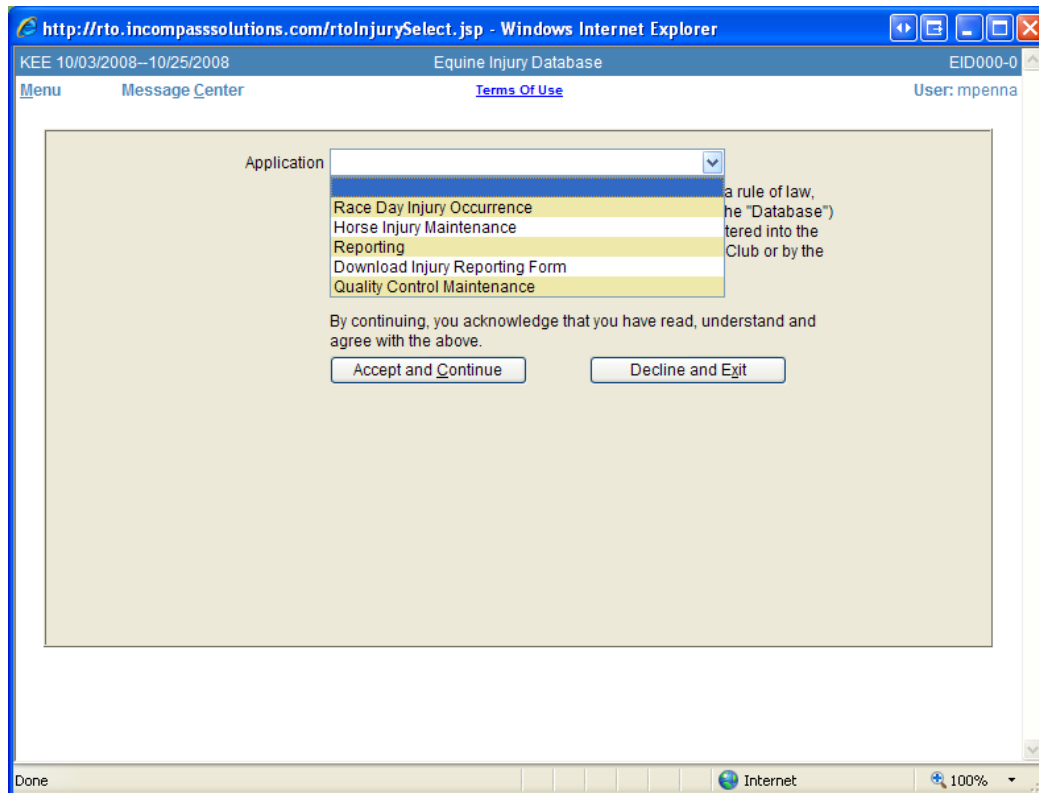 http://rto.incompasssolutions.com/rtoInjurySelect.jsp - Windows Internet Explorer
KEE 10/03/2008--10/25/2008 Equine Injury Database EID000-0
Menu Message Center Terms Of Use User: mpenna
Application
a rule of law,
Race Day Injury Occurrence he "Database")
Horse Injury Maintenance tered into the
Reporting Club or by the
Download Injury Reporting Form
Quality Control Maintenance
By continuing, you acknowledge that you have read, understand and
agree with the above.
Accept and Continue Decline and Exit
Done Internet 100%